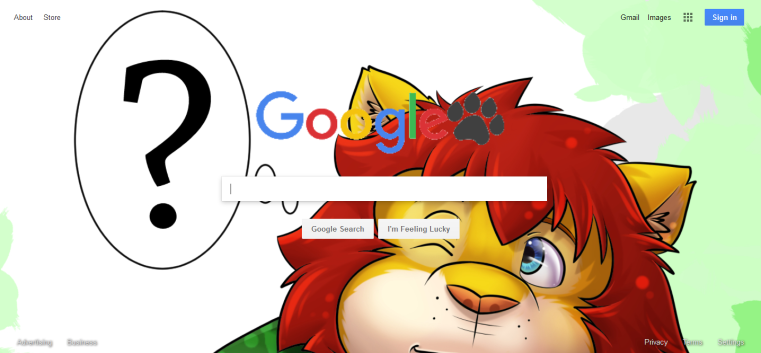 About Store
Gmail Images
Sign in
?
Google
Google Search
I'm Feeling Lucky
Advertising Business
Privacy Terms Settings